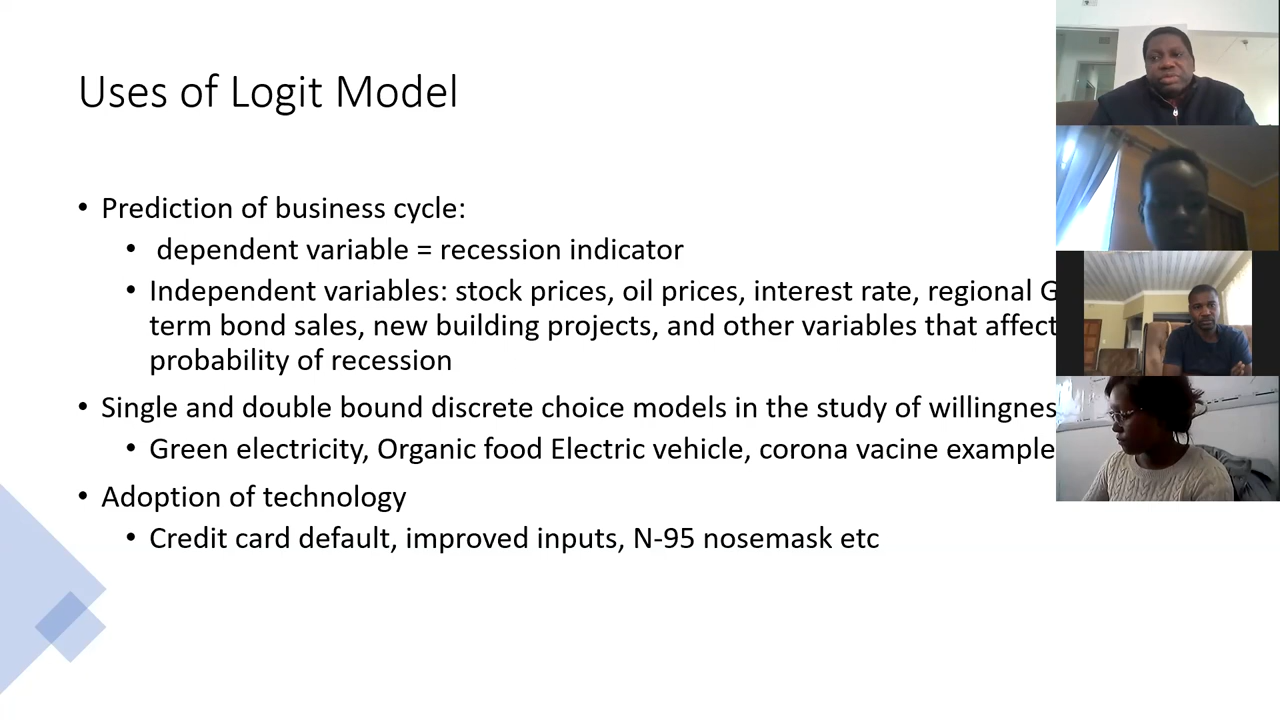 Uses of Logit Model
• Prediction of business cycle:
• dependent variable = recession indicator
• Independent variables: stock prices, oil prices, interest rate, regional
term bond sales, new building projects, and other variables that affect
probability of recession
• Single and double bound discrete choice models in the study of
• Green electricity, Organic food Electric vehicle, corona vacine example
• Adoption of technology
• Credit card default, improved inputs, N-95 nosemask etc